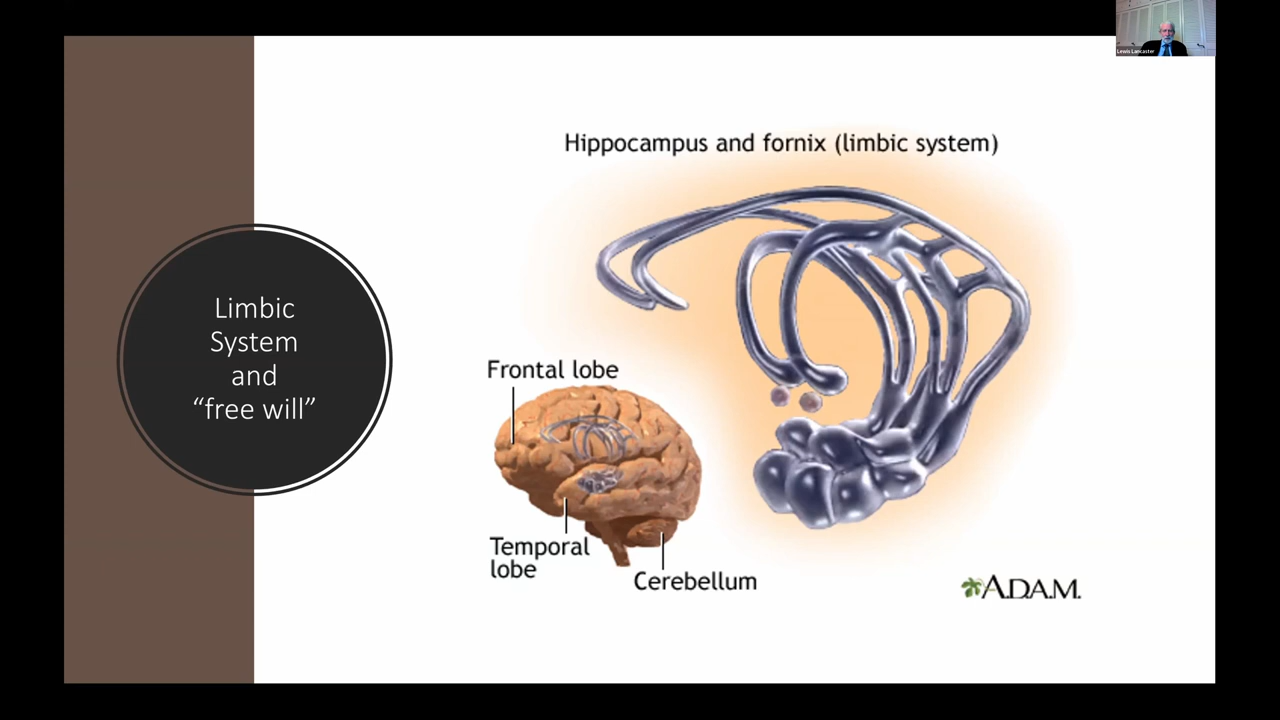 Lewis Lancaster
Hippocampus and fornix (limbic system)
Limbic
System
and
“free will”
Frontal lobe
Temporal
lobe
Cerebellum
A.D.A.M.